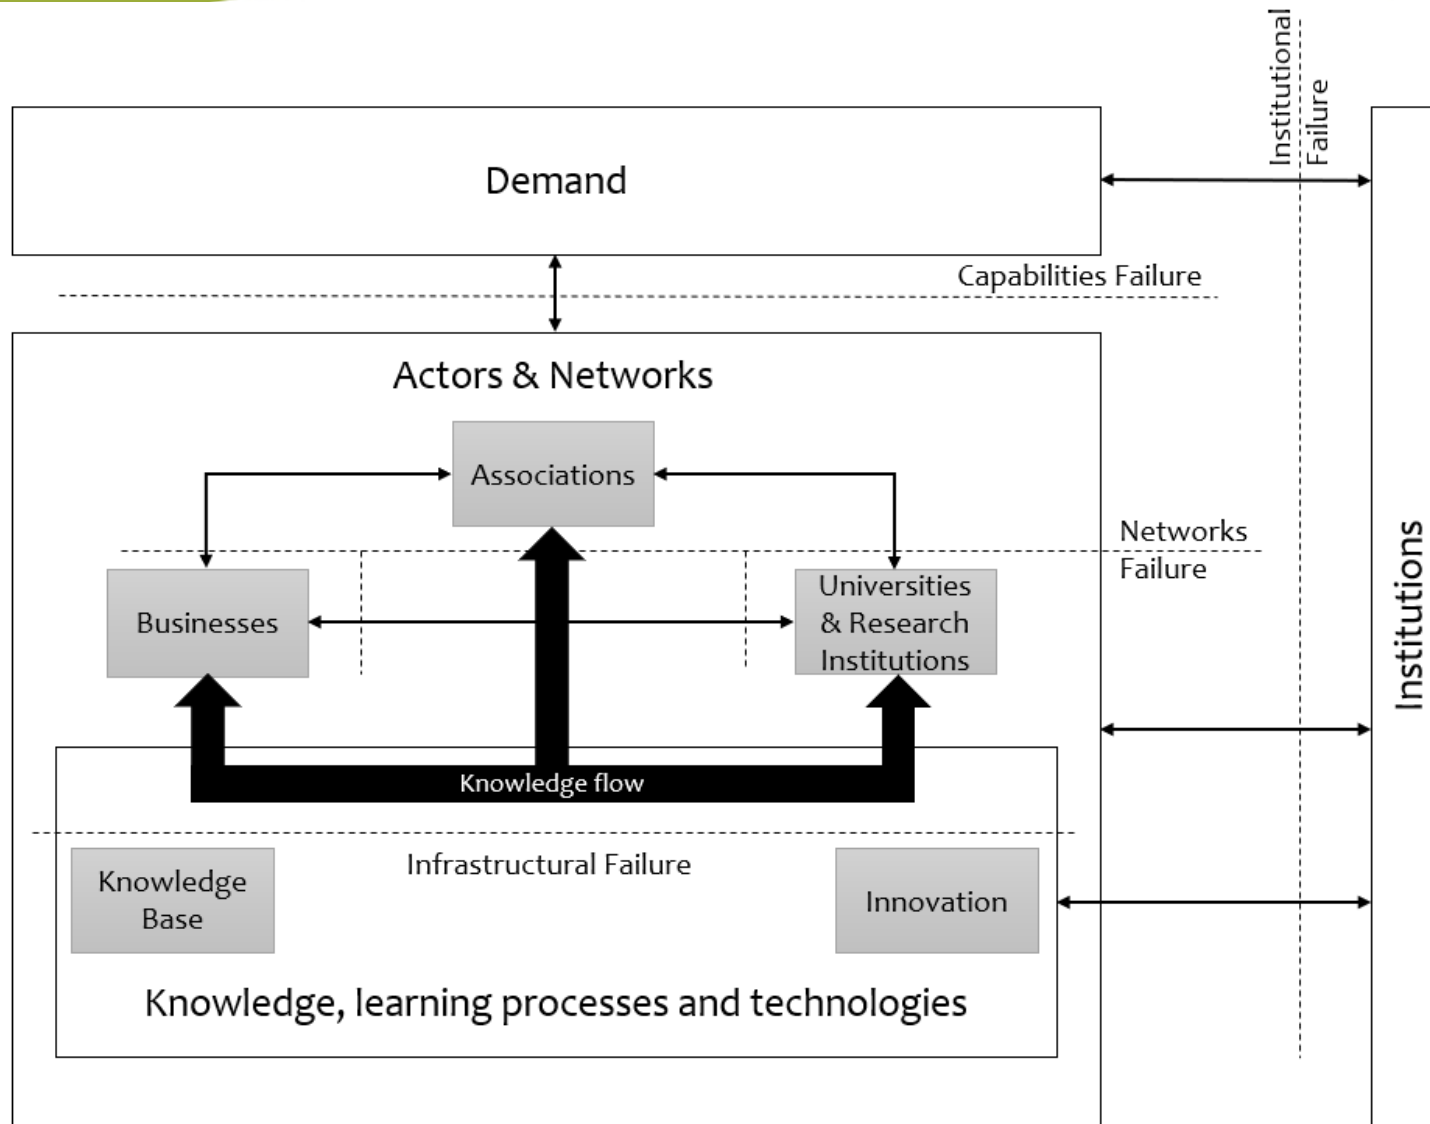 Institutional
Failure
Demand
Capabilities Failure
Actors & Networks
Associations
Networks
Failure
Businesses
Universities
& Research
Institutions
Institutions
Knowledge flow
Infrastructural Failure
Knowledge
Base
Innovation
Knowledge, learning processes and technologies